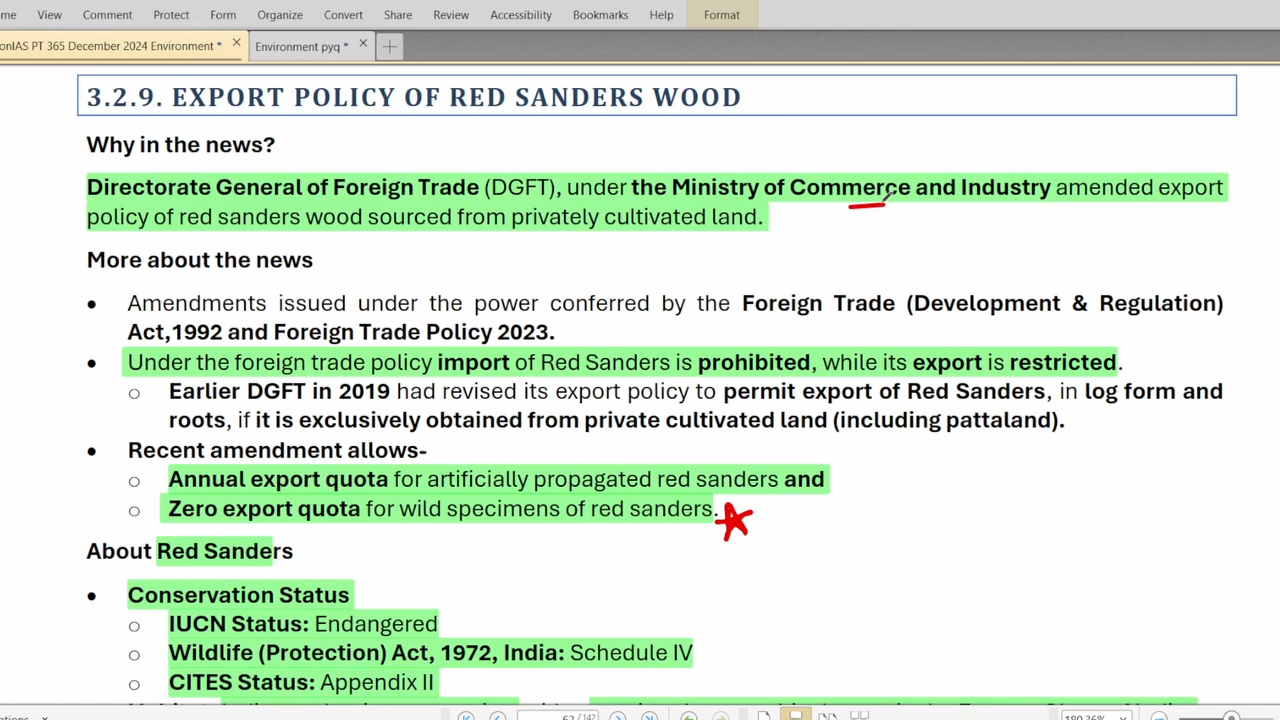 me View Comment Protect Form Organize Convert Share Review Accessibility Bookmarks Help Format
onIAS PT 365 December 2024 Environment * × Environment pyq * × +
3.2.9. EXPORT POLICY OF RED SANDERS WOOD
Why in the news?
Directorate General of Foreign Trade (DGFT), under the Ministry of Commerce and Industry amended export
policy of red sanders wood sourced from privately cultivated land.
More about the news
• Amendments issued under the power conferred by the Foreign Trade (Development & Regulation)
Act,1992 and Foreign Trade Policy 2023.
• Under the foreign trade policy import of Red Sanders is prohibited, while its export is restricted.
o Earlier DGFT in 2019 had revised its export policy to permit export of Red Sanders, in log form and
roots, if it is exclusively obtained from private cultivated land (including pattaland).
• Recent amendment allows-
o Annual export quota for artificially propagated red sanders and
o Zero export quota for wild specimens of red sanders.
About Red Sanders
• Conservation Status
o IUCN Status: Endangered
o Wildlife (Protection) Act, 1972, India: Schedule IV
o CITES Status: Appendix II
62 / 142 180.36%